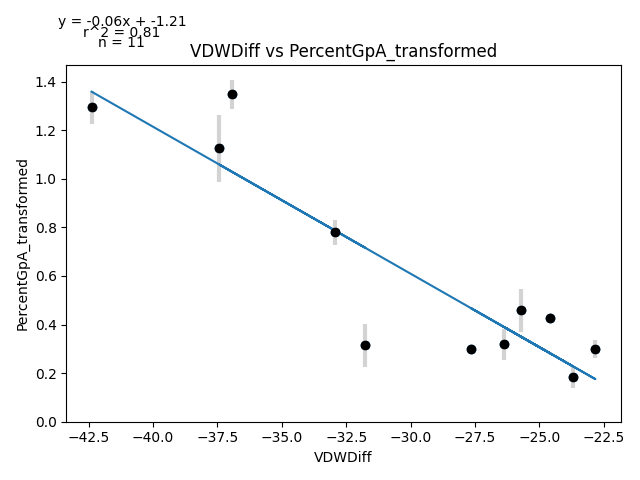 y = -0.06x + -1.21
r^2 = 0.81
n = 11
VDWDiff vs PercentGpA_transformed
PercentGpA_transformed
1.4
1.2
1.0
0.8
0.6
0.4
0.2
0.0
−42.5 −40.0 −37.5 −35.0 −32.5 −30.0 −27.5 −25.0 −22.5
VDWDiff